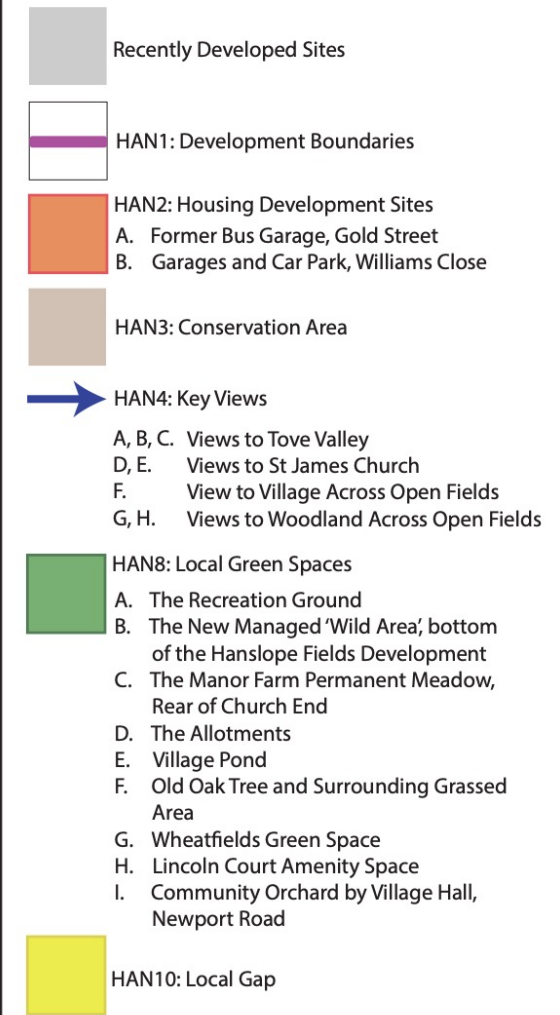 Recently Developed Sites
HAN1: Development Boundaries
HAN2: Housing Development Sites
A. Former Bus Garage, Gold Street
B. Garages and Car Park, Williams Close
HAN3: Conservation Area
HAN4: Key Views
A, B, C. Views to Tove Valley
D, E. Views to St James Church
F. View to Village Across Open Fields
G, H. Views to Woodland Across Open Fields
HAN8: Local Green Spaces
A. The Recreation Ground
B. The New Managed ‘Wild Area’, bottom
of the Hanslope Fields Development
C. The Manor Farm Permanent Meadow,
Rear of Church End
D. The Allotments
E. Village Pond
F. Old Oak Tree and Surrounding Grassed
Area
G. Wheatfields Green Space
H. Lincoln Court Amenity Space
I. Community Orchard by Village Hall,
Newport Road
HAN10: Local Gap